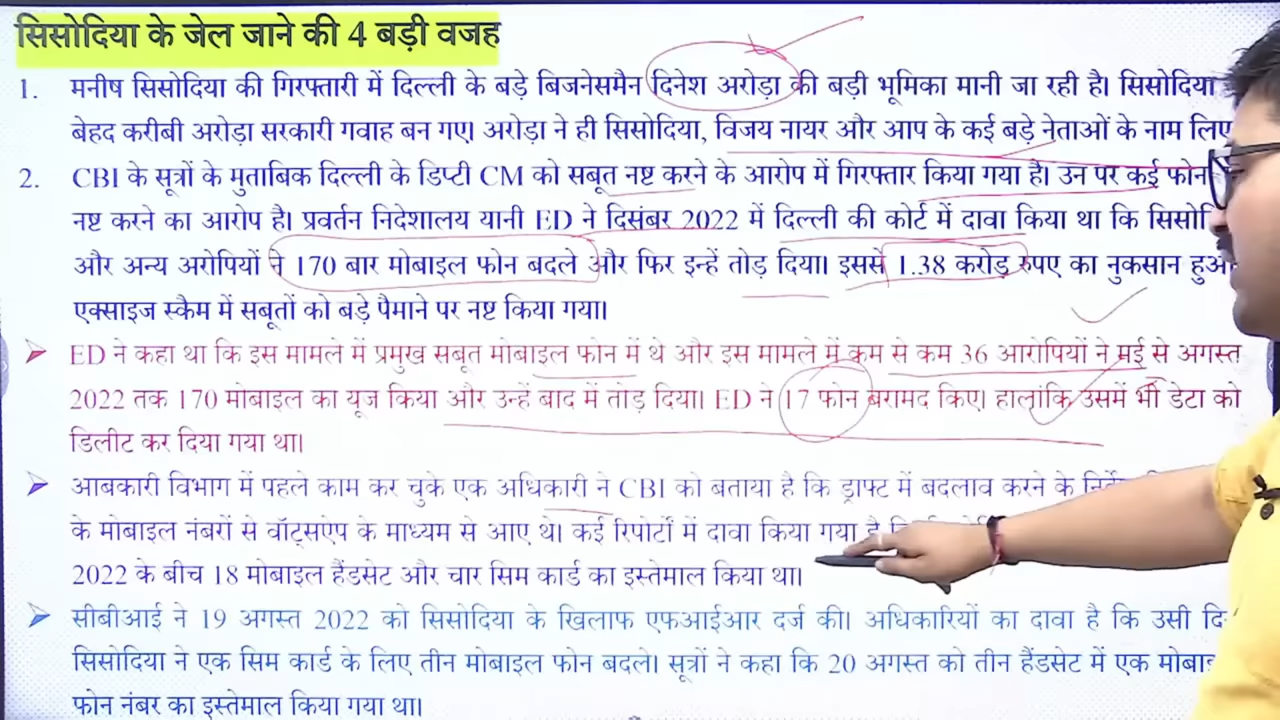 सिसोदिया के जेल जाने की 4 बड़ी वजह
1. मनीष सिसोदिया की गिरफ्तारी में दिल्ली के बड़े बिजनेसमैन दिनेश अरोड़ा की बड़ी भूमिका मानी जा रही है। सिसोदिया
बेहद करीबी अरोड़ा सरकारी गवाह बन गए। अरोड़ा ने ही सिसोदिया, विजय नायर और आप के कई बड़े नेताओं के नाम लिए
2. CBI के सूत्रों के मुताबिक दिल्ली के डिप्टी CM को सबूत नष्ट करने के आरोप में गिरफ्तार किया गया है। उन पर कई फोन
नष्ट करने का आरोप है। प्रवर्तन निदेशालय यानी ED ने दिसंबर 2022 में दिल्ली की कोर्ट में दावा किया था कि
और अन्य अरोपियों ने 170 बार मोबाइल फोन बदले और फिर इन्हें तोड़ दिया। इससे 1.38 करोड़ रुपए का नुकसान
एक्साइज स्कैम में सबूतों को बड़े पैमाने पर नष्ट किया गया।
➢ ED ने कहा था कि इस मामले में प्रमुख सबूत मोबाइल फोन में थे और इस मामले में कम से कम 36 आरोपियों ने मई से अगस्त
2022 तक 170 मोबाइल का यूज किया और उन्हें बाद में तोड़ दिया। ED ने 17 फोन बरामद किए। हालांकि उसमें भी डेटा को
डिलीट कर दिया गया था।
➢ आबकारी विभाग में पहले काम कर चुके एक अधिकारी ने CBI को बताया है कि ड्राफ्ट में बदलाव करने के
के मोबाइल नंबरों से वॉट्सऐप के माध्यम से आए थे। कई रिपोर्टों में दावा किया गया है
2022 के बीच 18 मोबाइल हैंडसेट और चार सिम कार्ड का इस्तेमाल किया था।
➢ सीबीआई ने 19 अगस्त 2022 को सिसोदिया के खिलाफ एफआईआर दर्ज की। अधिकारियों का दावा है कि उसी
सिसोदिया ने एक सिम कार्ड के लिए तीन मोबाइल फोन बदले। सूत्रों ने कहा कि 20 अगस्त को तीन हैंडसेट में एक
फोन नंबर का इस्तेमाल किया गया था।